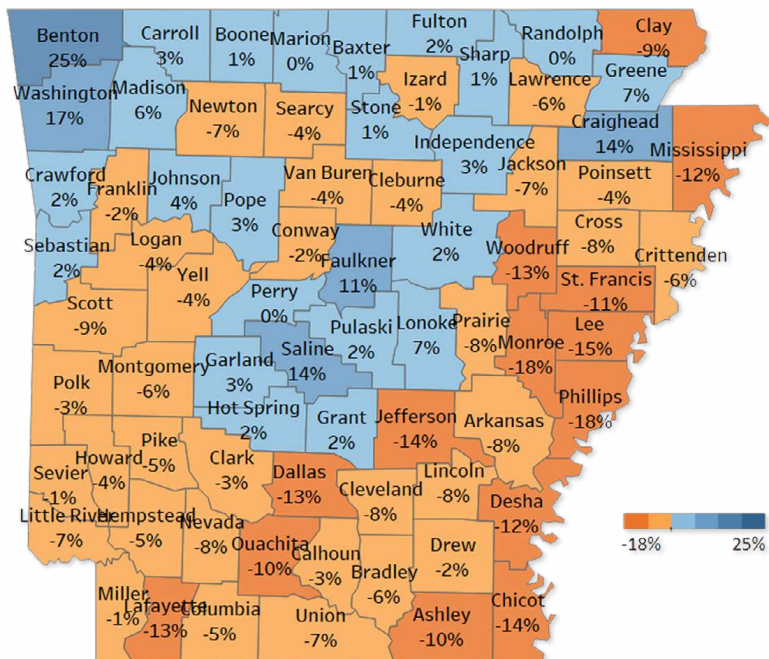 Benton
25%
Carroll
3%
Boone
1%
Marion
0%
Baxter
1%
Fulton
2%
Sharp
1%
Randolph
0%
Clay
-9%
Washington
17%
Madison
6%
Newton
-7%
Searcy
-4%
Stone
1%
Izard
-1%
Lawrence
-6%
Greene
7%
Independence
3%
Jackson
-7%
Craighead
14%
Mississippi
-12%
Crawford
2%
Franklin
-2%
Johnson
4%
Pope
3%
Van Buren
-4%
Cleburne
-4%
Poinsett
-4%
Sebastian
2%
Logan
-4%
Yell
-4%
Conway
-2%
Faulkner
11%
White
2%
Woodruff
-13%
Cross
-8%
Crittenden
-6%
St. Francis
-11%
Scott
-9%
Perry
0%
Pulaski
2%
Lonoke
7%
Prairie
-8%
Monroe
-18%
Lee
-15%
Phillips
-18%
Polk
-3%
Montgomery
-6%
Garland
3%
Saline
14%
Hot Spring
2%
Grant
2%
Jefferson
-14%
Arkansas
-8%
Sevier
-1%
Howard
-4%
Pike
-5%
Clark
-3%
Dallas
-13%
Cleveland
-8%
Lincoln
-8%
Desha
-12%
Little River
-7%
Hempstead
-5%
Nevada
-8%
Ouachita
-10%
Calhoun
-3%
Bradley
-6%
Drew
-2%
Miller
-1%
Lafayette
-13%
Columbia
-5%
Union
-7%
Ashley
-10%
Chicot
-14%
-18%
25%